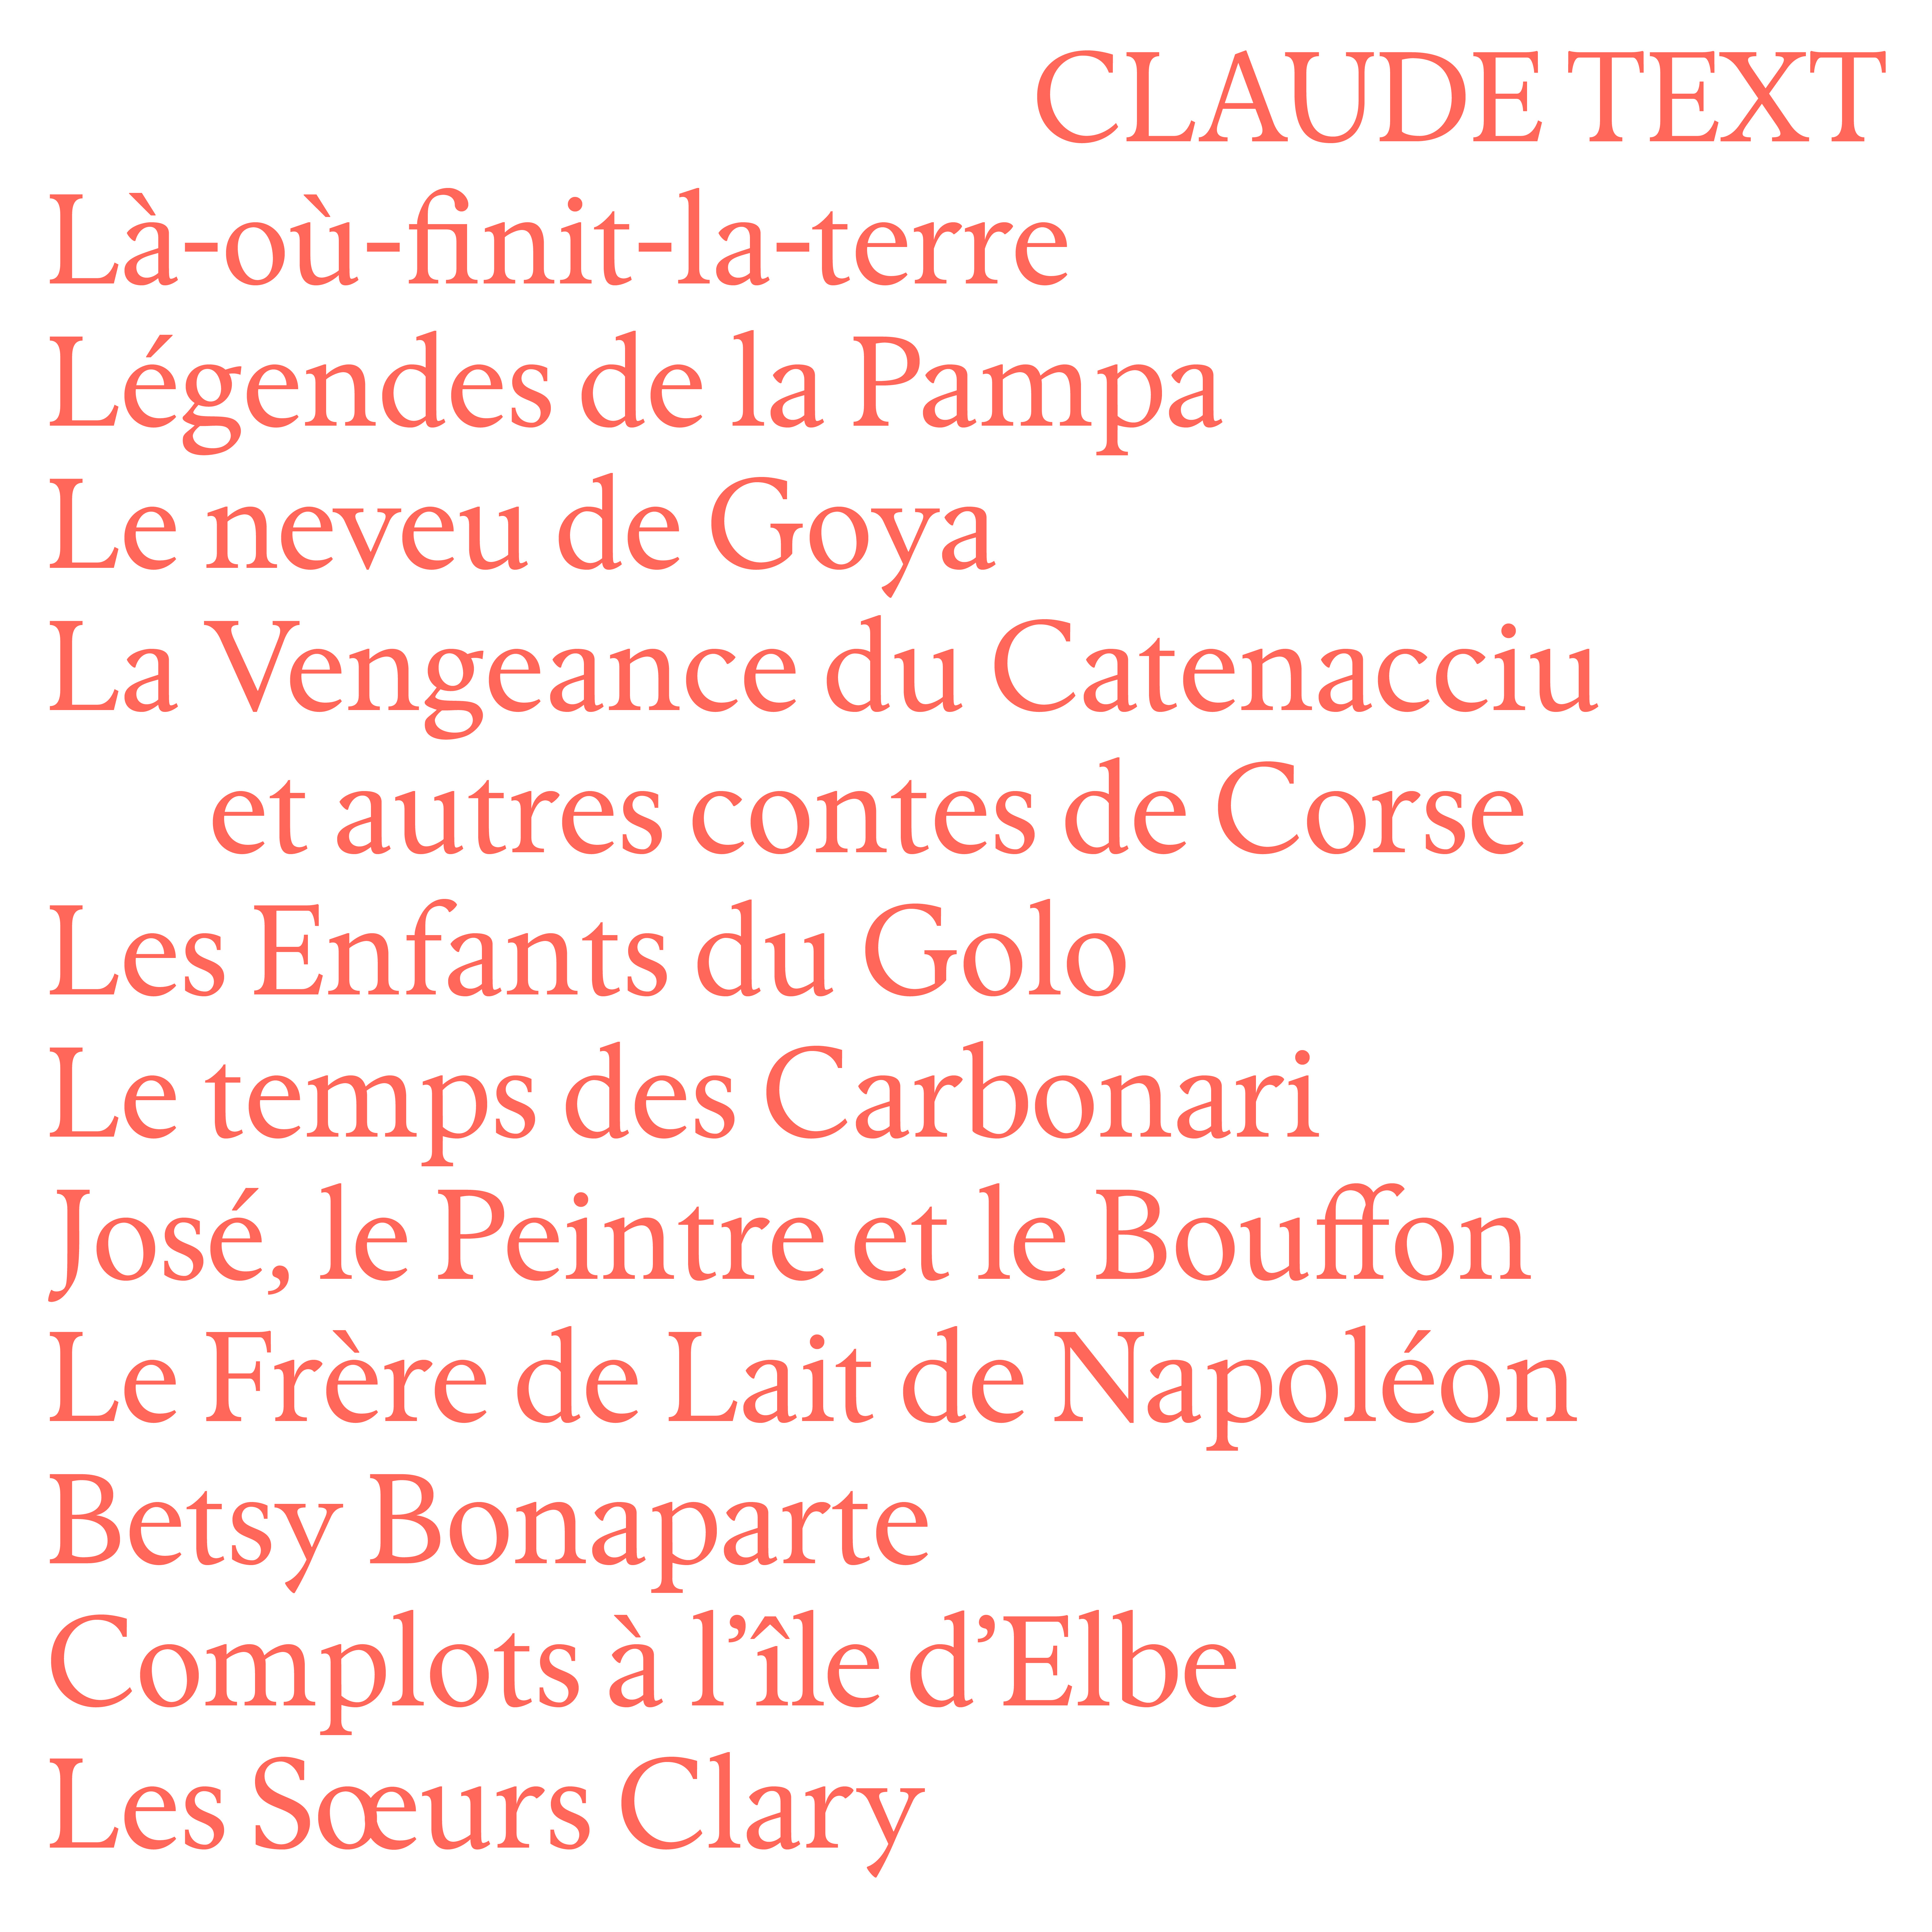 CLAUDE TEXT
Là-où-finit-la-terre
Légendes de la Pampa
Le neveu de Goya
La Vengeance du Catenacciu
et autres contes de Corse
Les Enfants du Golo
Le temps des Carbonari
José, le Peintre et le Bouffon
Le Frère de Lait de Napoléon
Betsy Bonaparte
Complots à l’île d’Elbe
Les Sœurs Clary